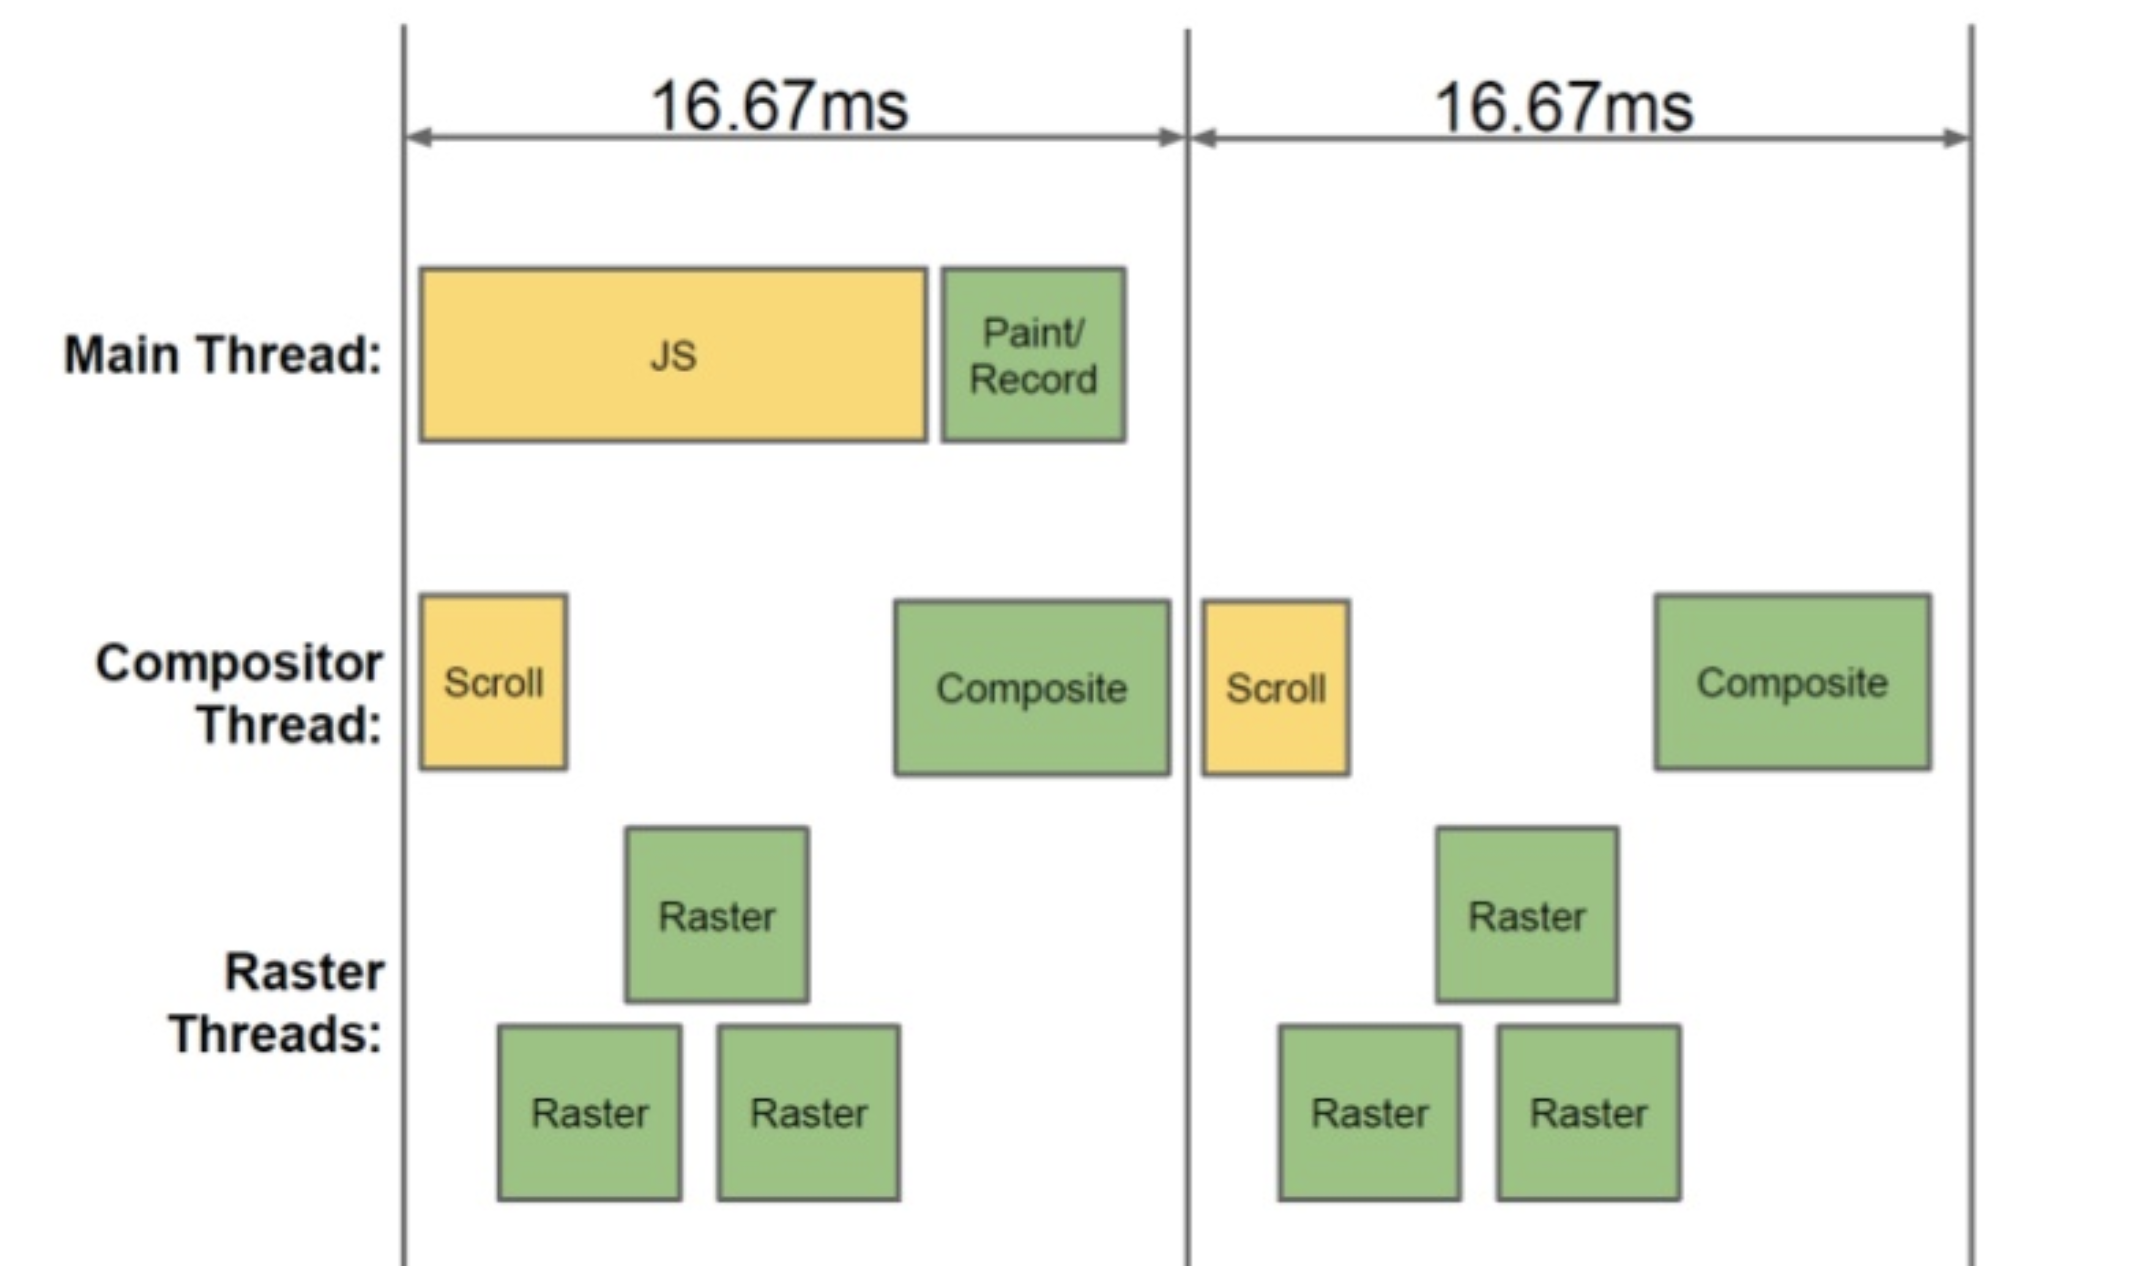 16.67ms
16.67ms
Main Thread:
JS
Paint/
Record
Compositor
Thread:
Scroll
Composite
Scroll
Composite
Raster
Threads:
Raster
Raster
Raster
Raster
Raster
Raster